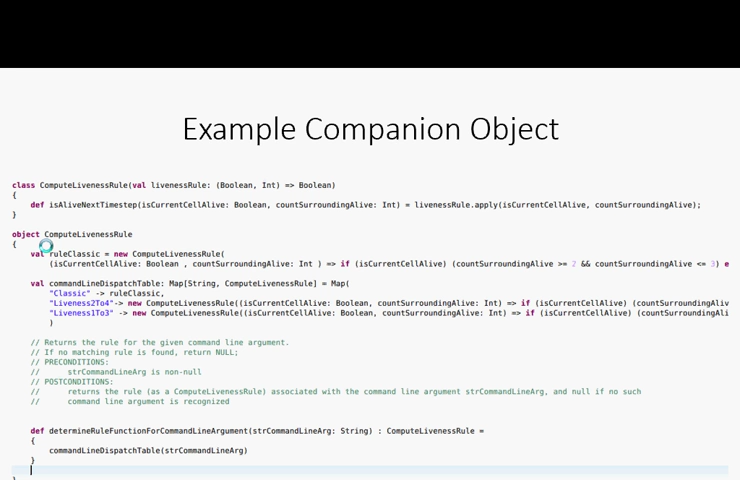 Example Companion Object
class ComputeLivenessRule(val livenessRule: (Boolean, Int) => Boolean)
{
def isAliveNextTimestep(isCurrentCellAlive: Boolean, countSurroundingAlive: Int) = livenessRule.apply(isCurrentCellAlive, countSurroundingAlive);
}
object ComputeLivenessRule
{
val ruleClassic = new ComputeLivenessRule(
(isCurrentCellAlive: Boolean , countSurroundingAlive: Int ) => if (isCurrentCellAlive) (countSurroundingAlive >= 2 && countSurroundingAlive <= 3) e
val commandLineDispatchTable: Map[String, ComputeLivenessRule] = Map(
"Classic" -> ruleClassic,
"Liveness2To4"-> new ComputeLivenessRule((isCurrentCellAlive: Boolean, countSurroundingAlive: Int) => if (isCurrentCellAlive) (countSurroundingAliv
"Liveness1To3" -> new ComputeLivenessRule((isCurrentCellAlive: Boolean, countSurroundingAlive: Int) => if (isCurrentCellAlive) (countSurroundingAli
)
// Returns the rule for the given command line argument.
// If no matching rule is found, return NULL;
// PRECONDITIONS:
// strCommandLineArg is non-null
// POSTCONDITIONS:
// returns the rule (as a ComputeLivenessRule) associated with the command line argument strCommandLineArg, and null if no such
// command line argument is recognized
def determineRuleFunctionForCommandLineArgument(strCommandLineArg: String) : ComputeLivenessRule =
{
commandLineDispatchTable(strCommandLineArg)
}
}